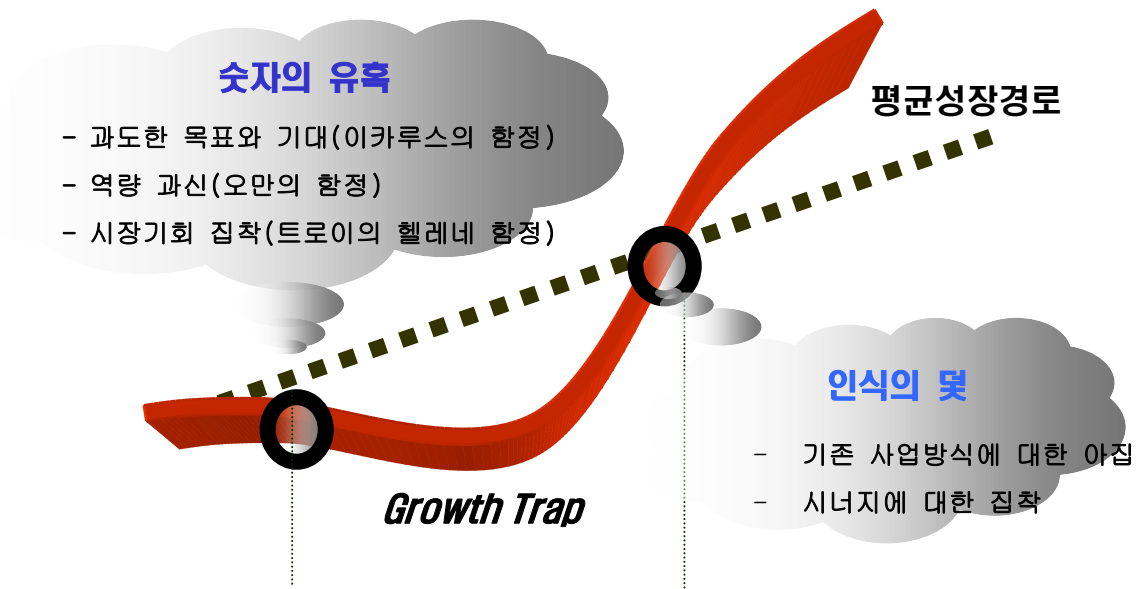 숫자의 유혹
- 과도한 목표와 기대(이카루스의 함정)
- 역량 과신(오만의 함정)
- 시장기회 집착(트로이의 헬레네 함정)
평균성장경로
인식의 덫
- 기존 사업방식에 대한 아집
- 시너지에 대한 집착
Growth Trap